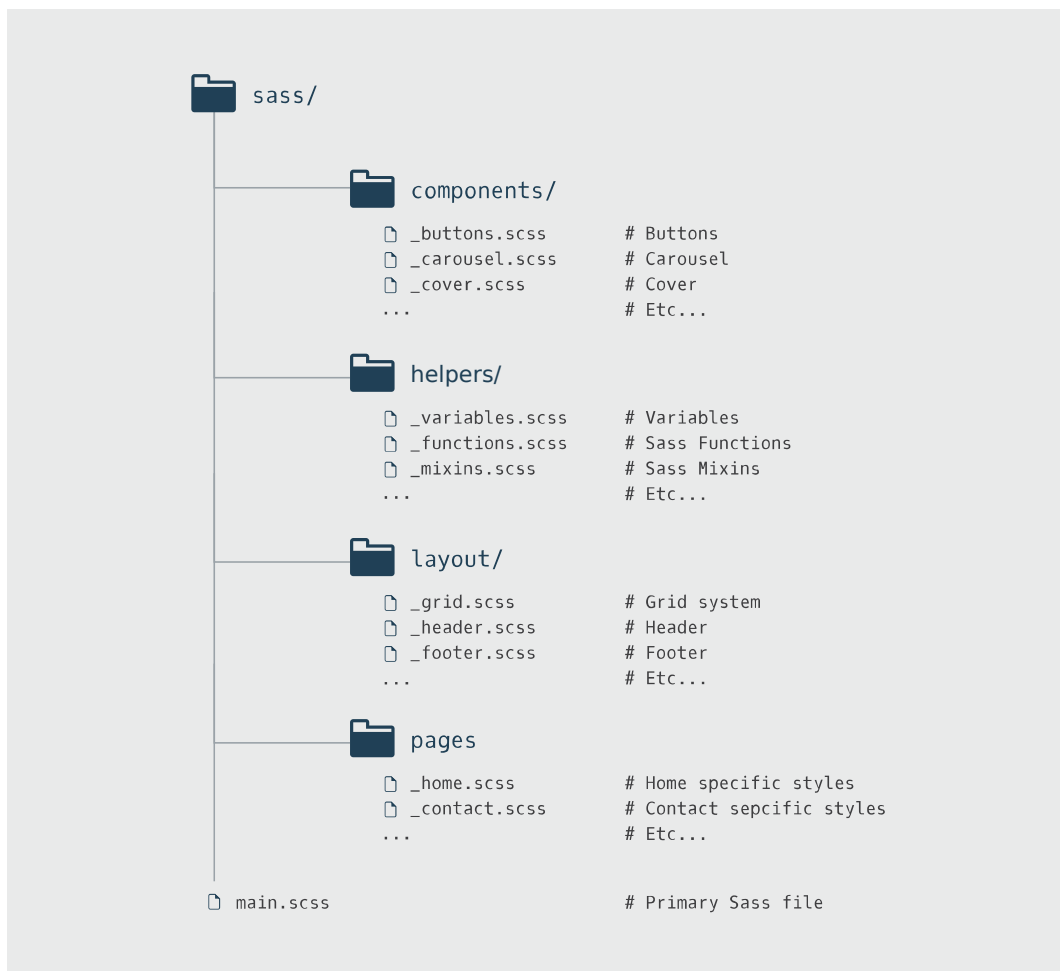 sass/
components/
_buttons.scss # Buttons
_carousel.scss # Carousel
_cover.scss # Cover
... # Etc...
helpers/
_variables.scss # Variables
_functions.scss # Sass Functions
_mixins.scss # Sass Mixins
... # Etc...
layout/
_grid.scss # Grid system
_header.scss # Header
_footer.scss # Footer
... # Etc...
pages
_home.scss # Home specific styles
_contact.scss # Contact sepcific styles
... # Etc...
main.scss # Primary Sass file